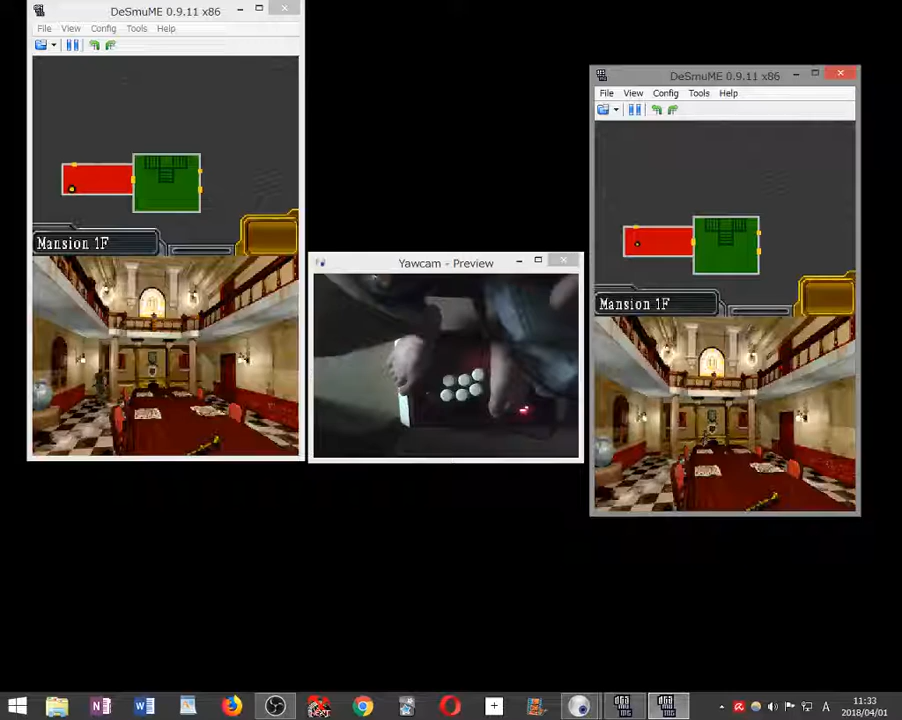 DeSmuME 0.9.11 x86
File View Config Tools Help
Mansion 1F
Yawcam - Preview
DeSmuME 0.9.11 x86
File View Config Tools Help
Mansion 1F
A
11:33
2018/04/01